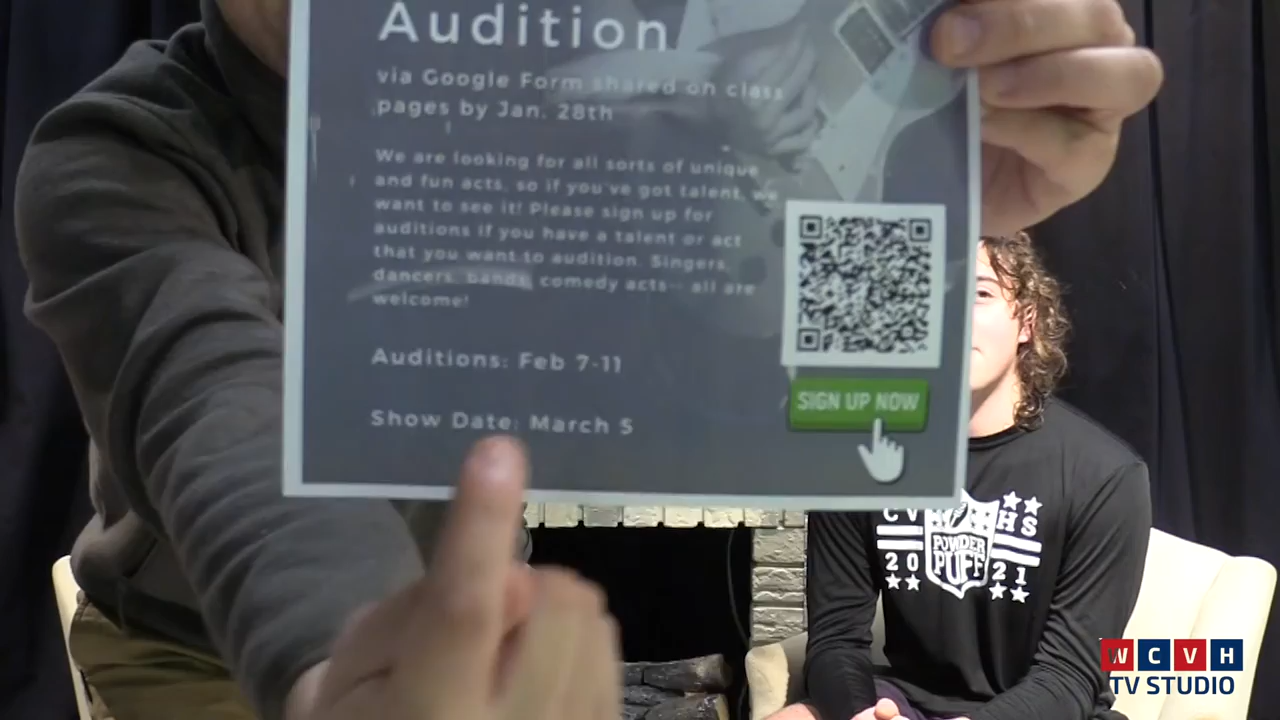 Audition
via Google Form shared on class
pages by Jan. 28th
We are looking for all sorts of unique
and fun acts, so if you've got talent, we
want to see it! Please sign up for
auditions if you have a talent or act
that you want to audition. Singers,
dancers, bands, comedy acts-- all are
welcome!
Auditions: Feb 7-11
Show Date: March 5
SIGN UP NOW
CV HS
POWDER
PUFF
20 21
WCVH
TV STUDIO